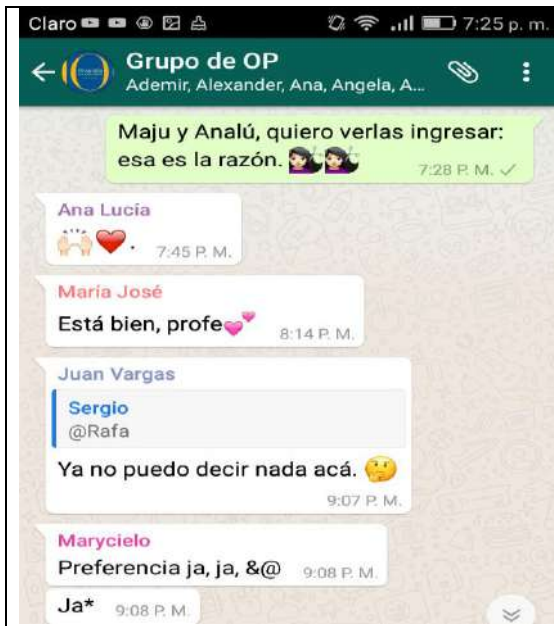 Claro 7:25 p. m.
Grupo de OP
Ademir, Alexander, Ana, Angela, A...
Maju y Analú, quiero verlas ingresar:
esa es la razón.
7:28 P. M.
Ana Lucía
. 7:45 P. M.
María José
Está bien, profe
8:14 P. M.
Juan Vargas
Sergio
@Rafa
Ya no puedo decir nada acá.
9:07 P. M.
Marycielo
Preferencia ja, ja, &@ 9:08 P. M.
Ja* 9:08 P. M.